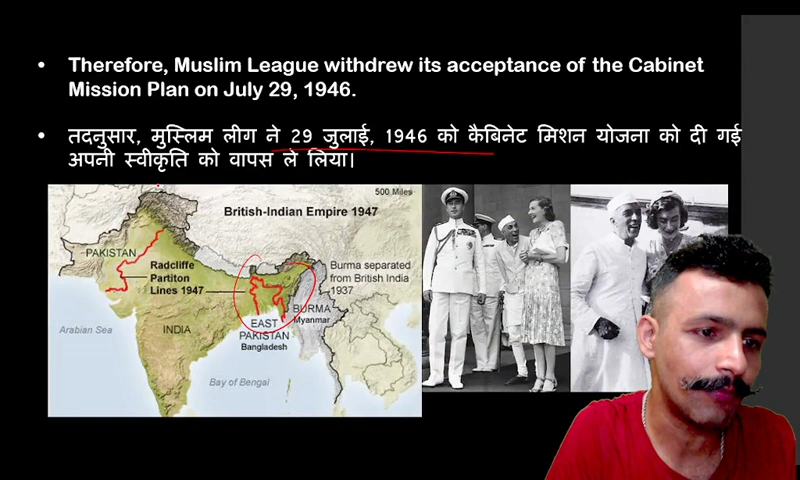 • Therefore, Muslim League withdrew its acceptance of the Cabinet
Mission Plan on July 29, 1946.
• तदनुसार, मुस्लिम लीग ने 29 जुलाई, 1946 को कैबिनेट मिशन योजना को दी गई
अपनी स्वीकृति को वापस ले लिया।
500 Miles
British-Indian Empire 1947
PAKISTAN
Radcliffe
Partiton
Lines 1947
Burma separated
from British India
1937
BURMA
Myanmar
Arabian Sea
INDIA
EAST
PAKISTAN
Bangladesh
Bay of Bengal